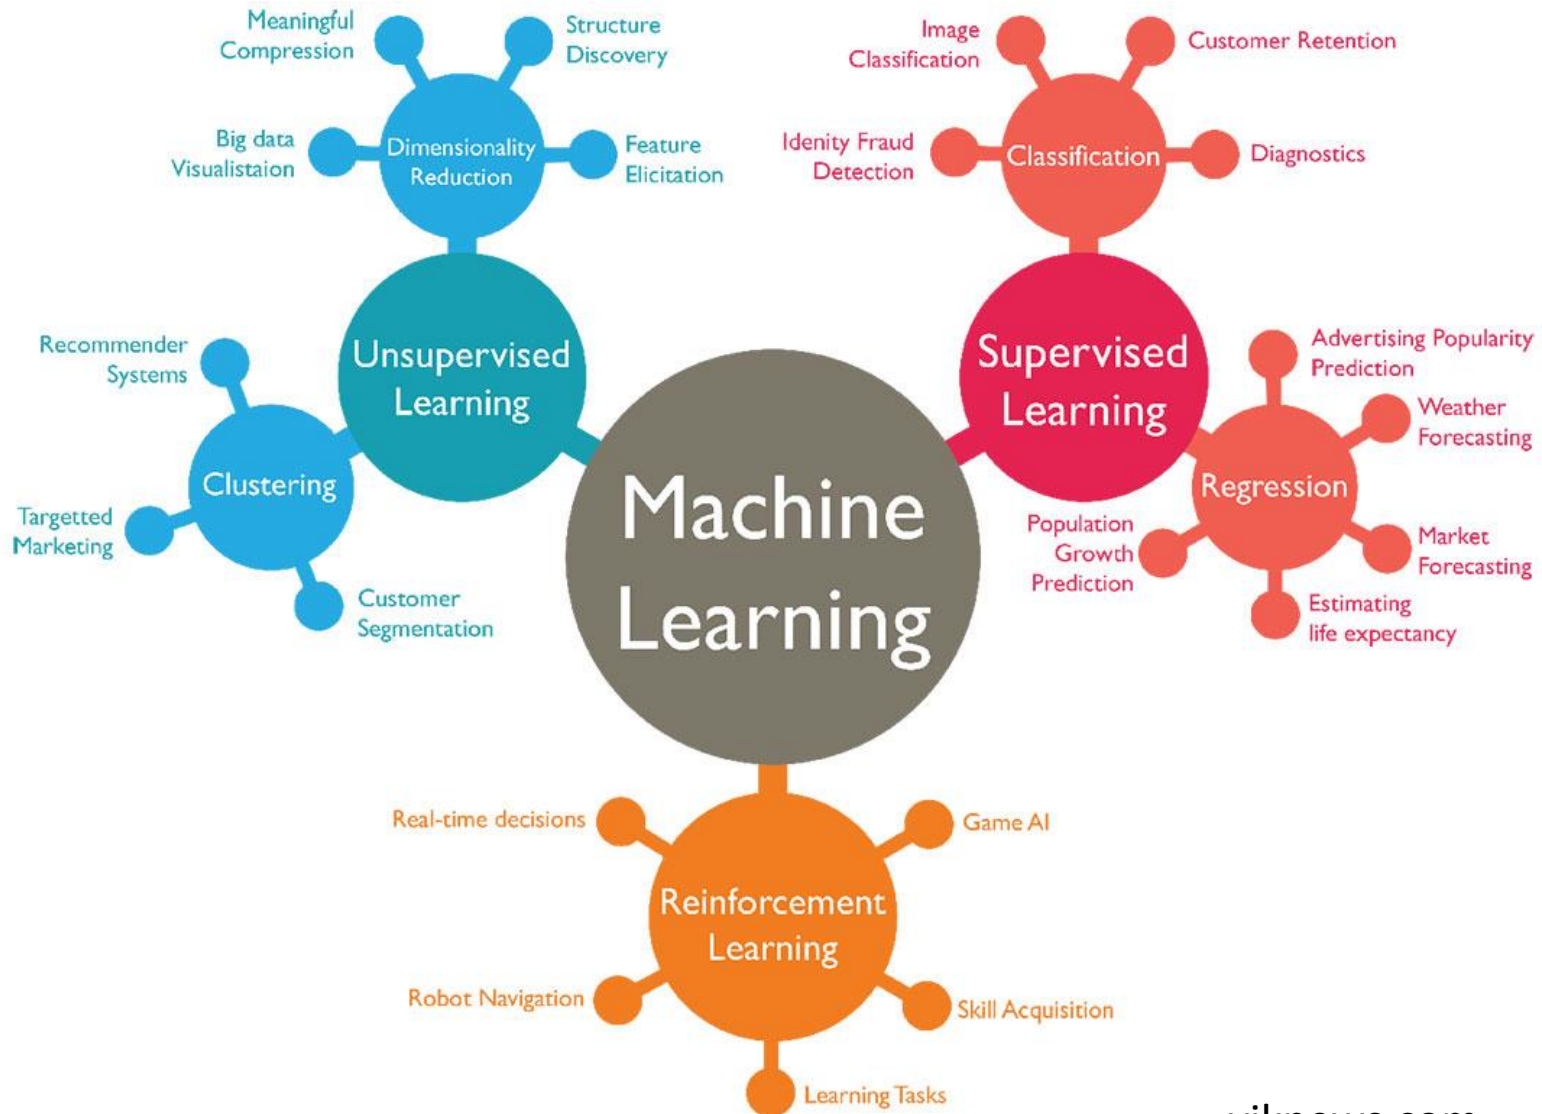 Meaningful
Compression
Structure
Discovery
Big data
Visualistaion
Dimensionality
Reduction
Feature
Elicitation
Image
Classification
Customer Retention
Idenity Fraud
Detection
Classification
Diagnostics
Unsupervised
Learning
Recommender
Systems
Clustering
Targetted
Marketing
Customer
Segmentation
Supervised
Learning
Advertising Popularity
Prediction
Weather
Forecasting
Regression
Population
Growth
Prediction
Market
Forecasting
Estimating
life expectancy
Machine
Learning
Real-time decisions
Game AI
Reinforcement
Learning
Robot Navigation
Skill Acquisition
Learning Tasks